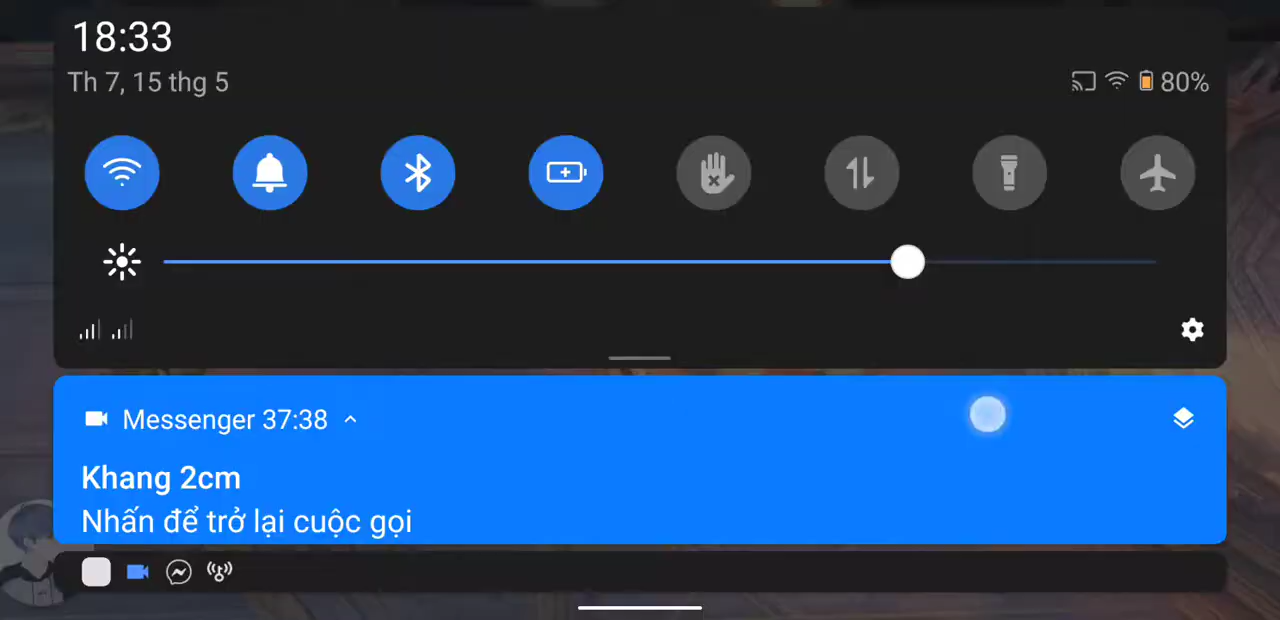 18:33
Th 7, 15 thg 5
80%
Messenger 37:38
Khang 2cm
Nhấn để trở lại cuộc gọi